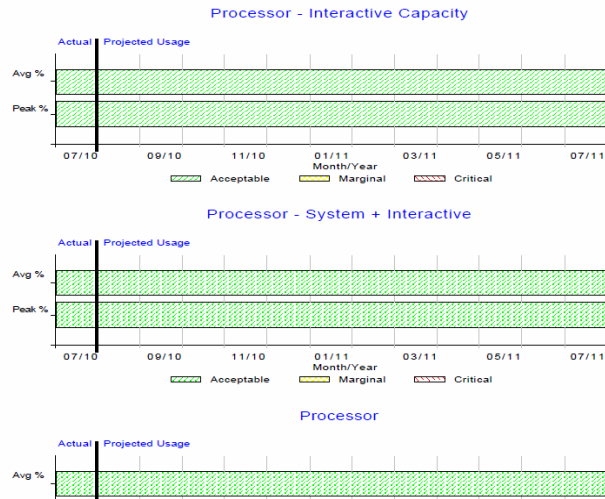 Processor - Interactive Capacity
Actual Projected Usage
Avg %
Peak %
07/10 09/10 11/10 01/11 03/11 05/11 07/11
Month/Year
Acceptable Marginal Critical
Processor - System + Interactive
Actual Projected Usage
Avg %
Peak %
07/10 09/10 11/10 01/11 03/11 05/11 07/11
Month/Year
Acceptable Marginal Critical
Processor
Actual Projected Usage
Avg %